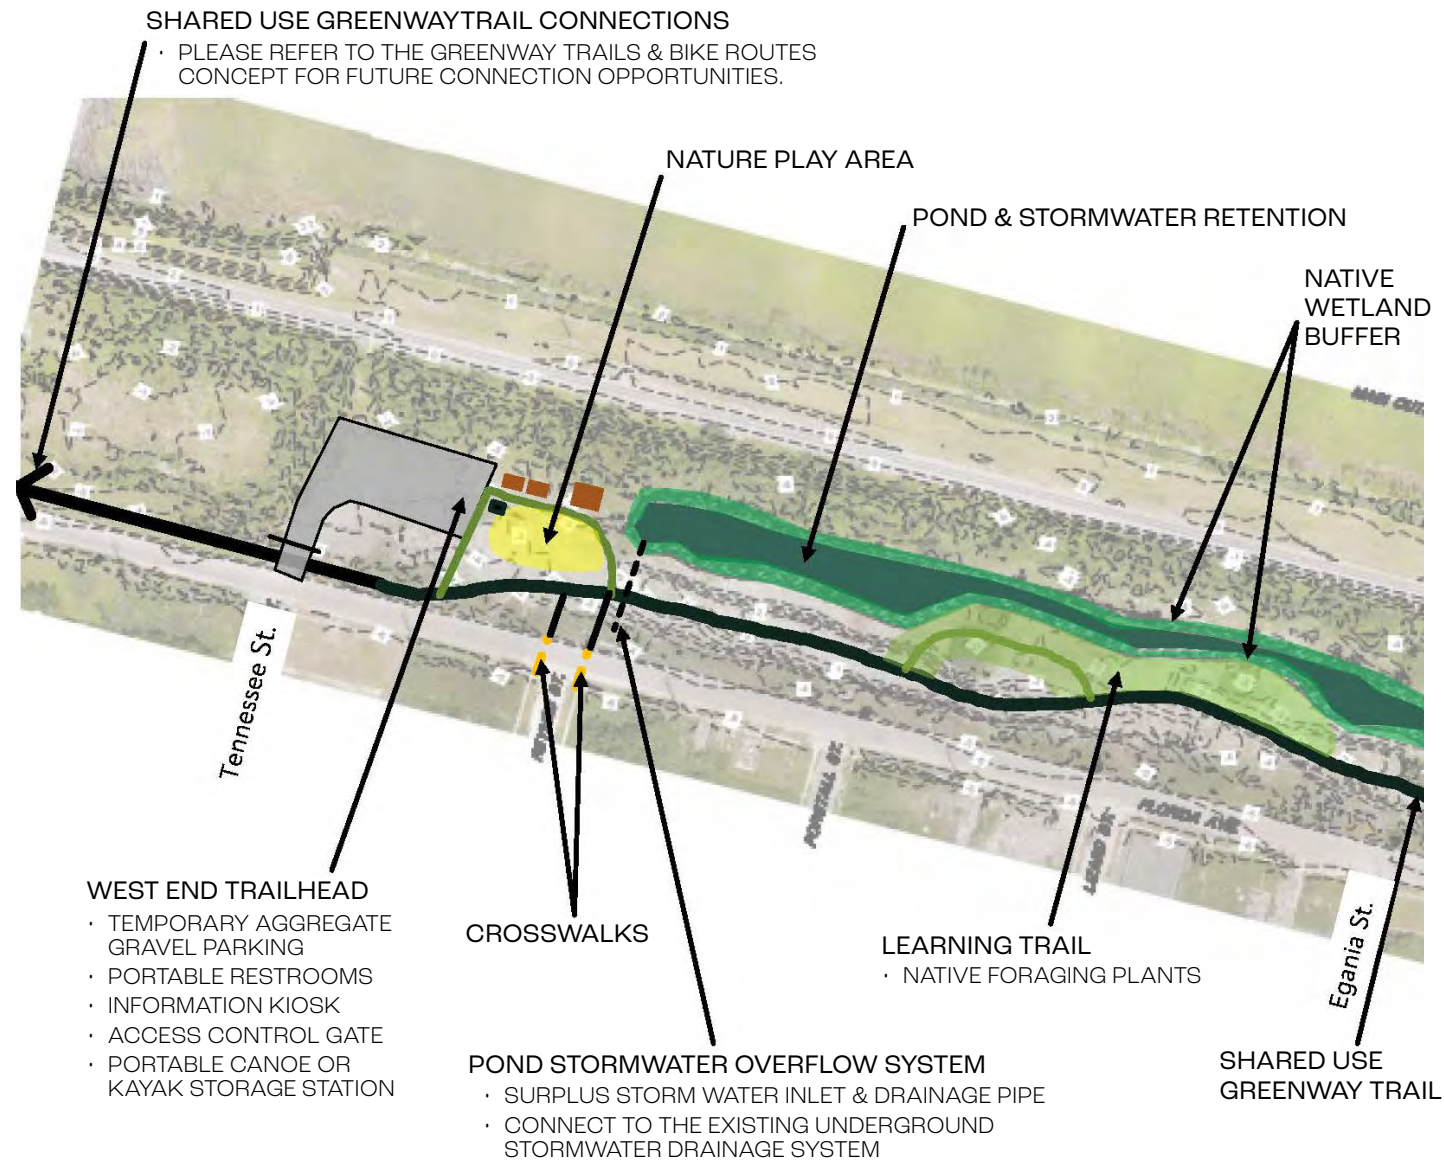 SHARED USE GREENWAYTRAIL CONNECTIONS
· PLEASE REFER TO THE GREENWAY TRAILS & BIKE ROUTES
CONCEPT FOR FUTURE CONNECTION OPPORTUNITIES.
NATURE PLAY AREA
POND & STORMWATER RETENTION
NATIVE
WETLAND
BUFFER
Tennessee St.
FLORIDA AVE
Egania St.
WEST END TRAILHEAD
· TEMPORARY AGGREGATE
GRAVEL PARKING
· PORTABLE RESTROOMS
· INFORMATION KIOSK
· ACCESS CONTROL GATE
· PORTABLE CANOE OR
KAYAK STORAGE STATION
CROSSWALKS
POND STORMWATER OVERFLOW SYSTEM
· SURPLUS STORM WATER INLET & DRAINAGE PIPE
· CONNECT TO THE EXISTING UNDERGROUND
STORMWATER DRAINAGE SYSTEM
LEARNING TRAIL
· NATIVE FORAGING PLANTS
SHARED USE
GREENWAY TRAIL